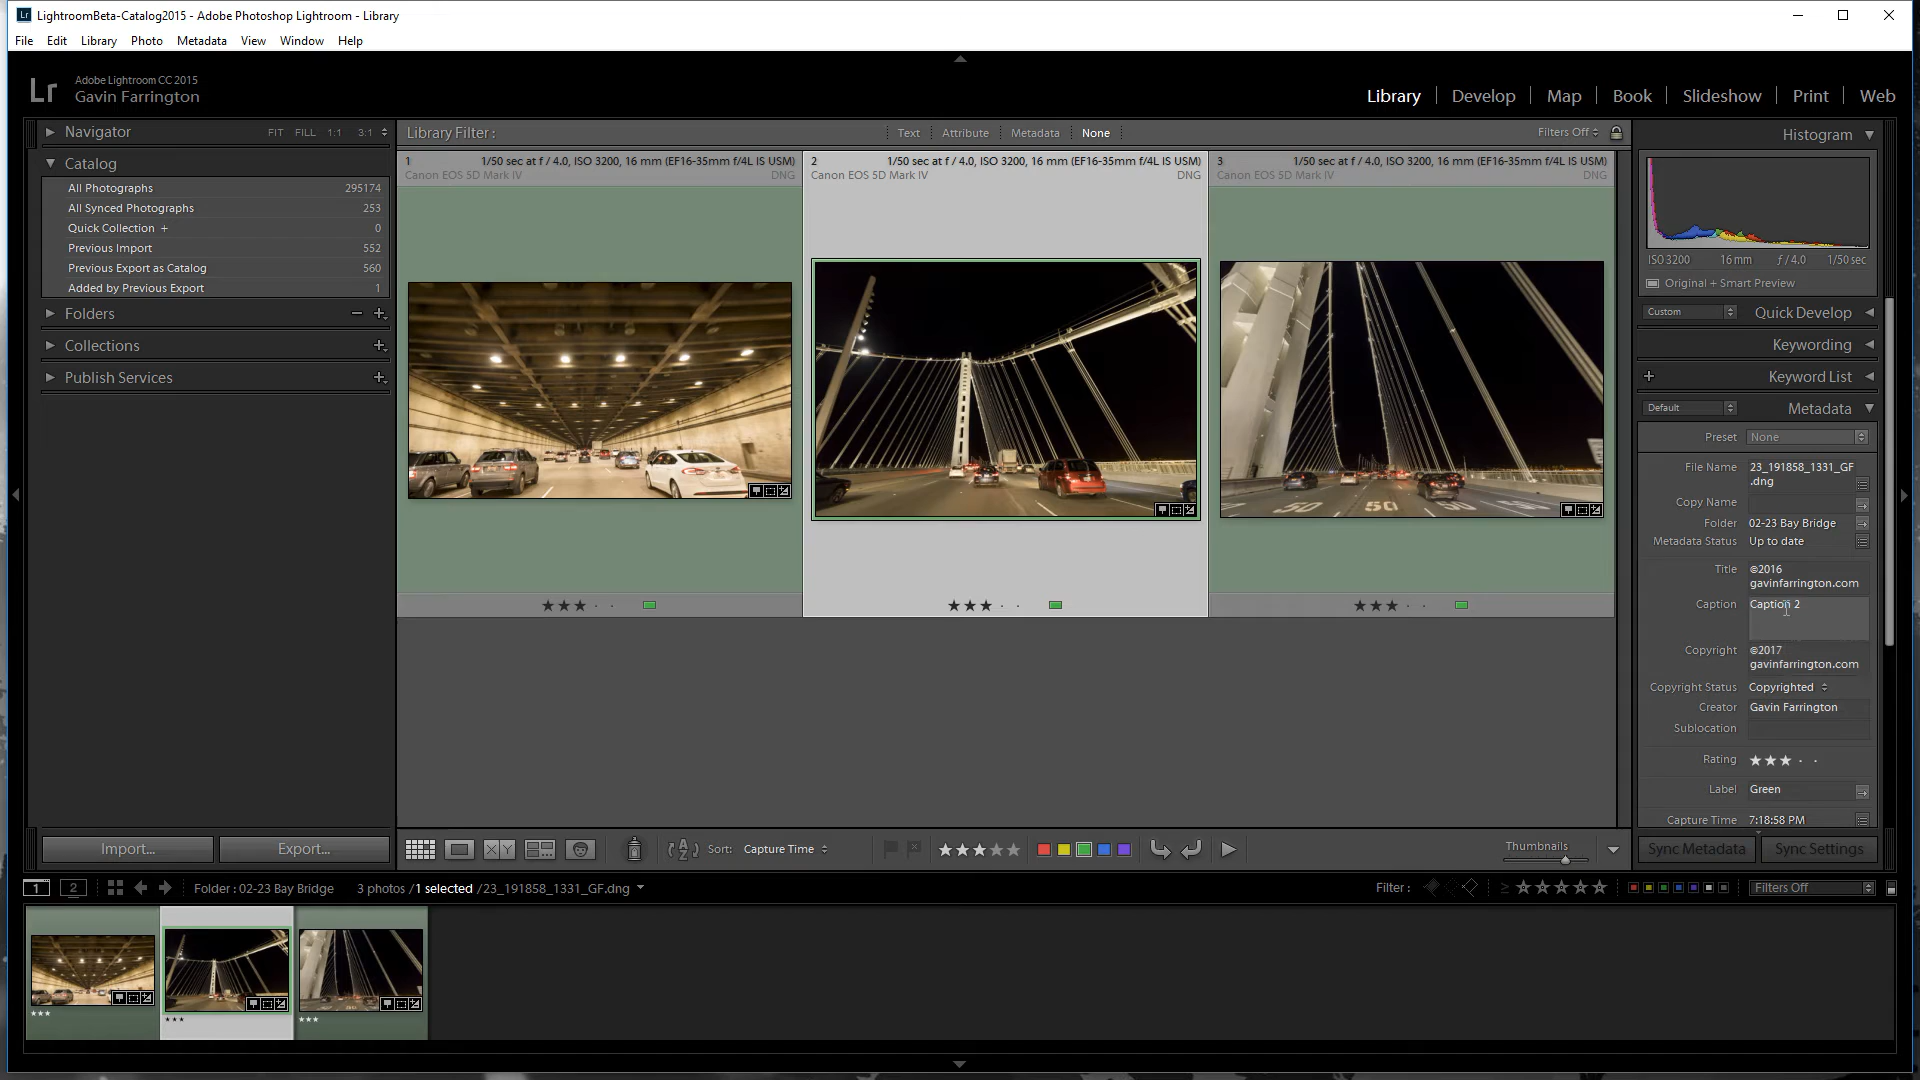 LightroomBeta-Catalog2015 - Adobe Photoshop Lightroom - Library
File Edit Library Photo Metadata View Window Help
Lr
Adobe Lightroom CC 2015
Gavin Farrington
Library Develop Map Book Slideshow Print Web
Navigator FIT FILL 1:1 3:1
Catalog
All Photographs 295174
All Synced Photographs 253
Quick Collection + 0
Previous Import 552
Previous Export as Catalog 560
Added by Previous Export 1
Folders
Collections
Publish Services
Import...
Export...
Library Filter : Text Attribute Metadata None Filters Off
1 1/50 sec at f / 4.0, ISO 3200, 16 mm (EF16-35mm f/4L IS USM)
Canon EOS 5D Mark IV DNG
2 1/50 sec at f / 4.0, ISO 3200, 16 mm (EF16-35mm f/4L IS USM)
Canon EOS 5D Mark IV DNG
3 1/50 sec at f / 4.0, ISO 3200, 16 mm (EF16-35mm f/4L IS USM)
Canon EOS 5D Mark IV DNG
50 50 50
Sort: Capture Time
Thumbnails
Histogram
ISO 3200 16 mm f / 4.0 1/50 sec
Original + Smart Preview
Custom Quick Develop
Keywording
Keyword List
Default Metadata
Preset None
File Name 23_191858_1331_GF
.dng
Copy Name
Folder 02-23 Bay Bridge
Metadata Status Up to date
Title ©2016
gavinfarrington.com
Caption Caption 2
Copyright ©2017
gavinfarrington.com
Copyright Status Copyrighted
Creator Gavin Farrington
Sublocation
Rating
Label Green
Capture Time 7:18:58 PM
Sync Metadata Sync Settings
1 2 Folder : 02-23 Bay Bridge 3 photos /1 selected /23_191858_1331_GF.dng Filter : Filters Off